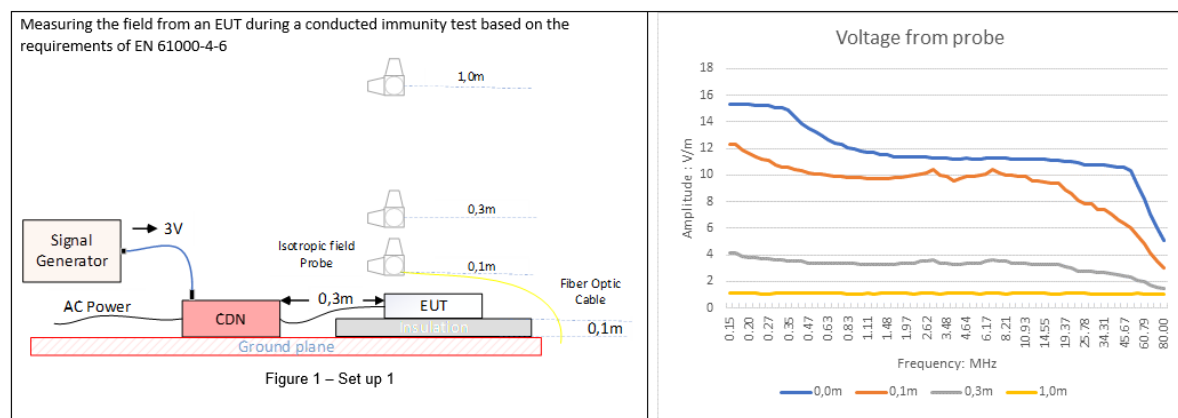 Measuring the field from an EUT during a conducted immunity test based on the
requirements of EN 61000-4-6
1,0m
0,3m
3V
Signal
Generator
Isotropic field
Probe
0,1m
Fiber Optic
Cable
AC Power
0,3m
CDN
EUT
Insulation
0,1m
Ground plane
Figure 1 – Set up 1
Voltage from probe
Amplitude : V/m
18
16
14
12
10
8
6
4
2
0
0.15
0.20
0.27
0.35
0.47
0.63
0.83
1.11
1.48
1.97
2.62
3.48
4.64
6.17
8.21
10.93
14.55
19.37
25.78
34.31
45.67
60.79
80.00
Frequency: MHz
0,0m
0,1m
0,3m
1,0m